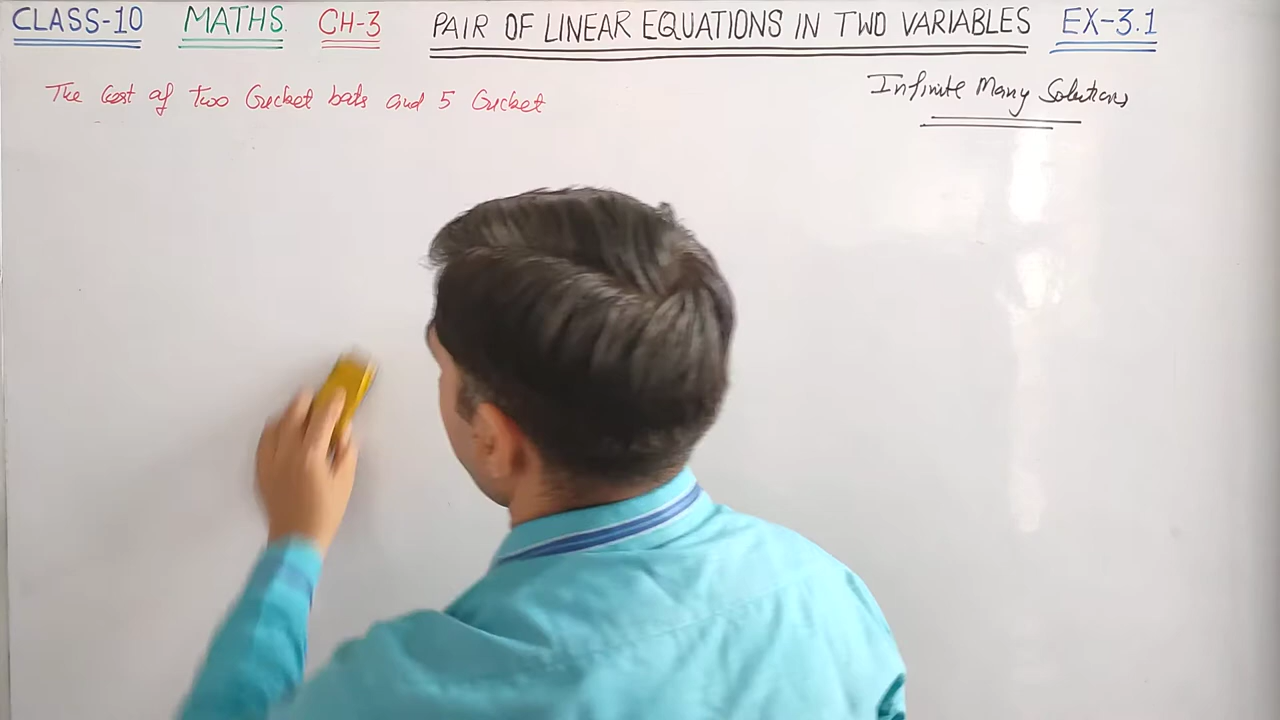 CLASS-10 MATHS CH-3 PAIR OF LINEAR EQUATIONS IN TWO VARIABLES EX-3.1
The Cost of two Cricket bats and 5 Cricket
Infinite Many Solutions